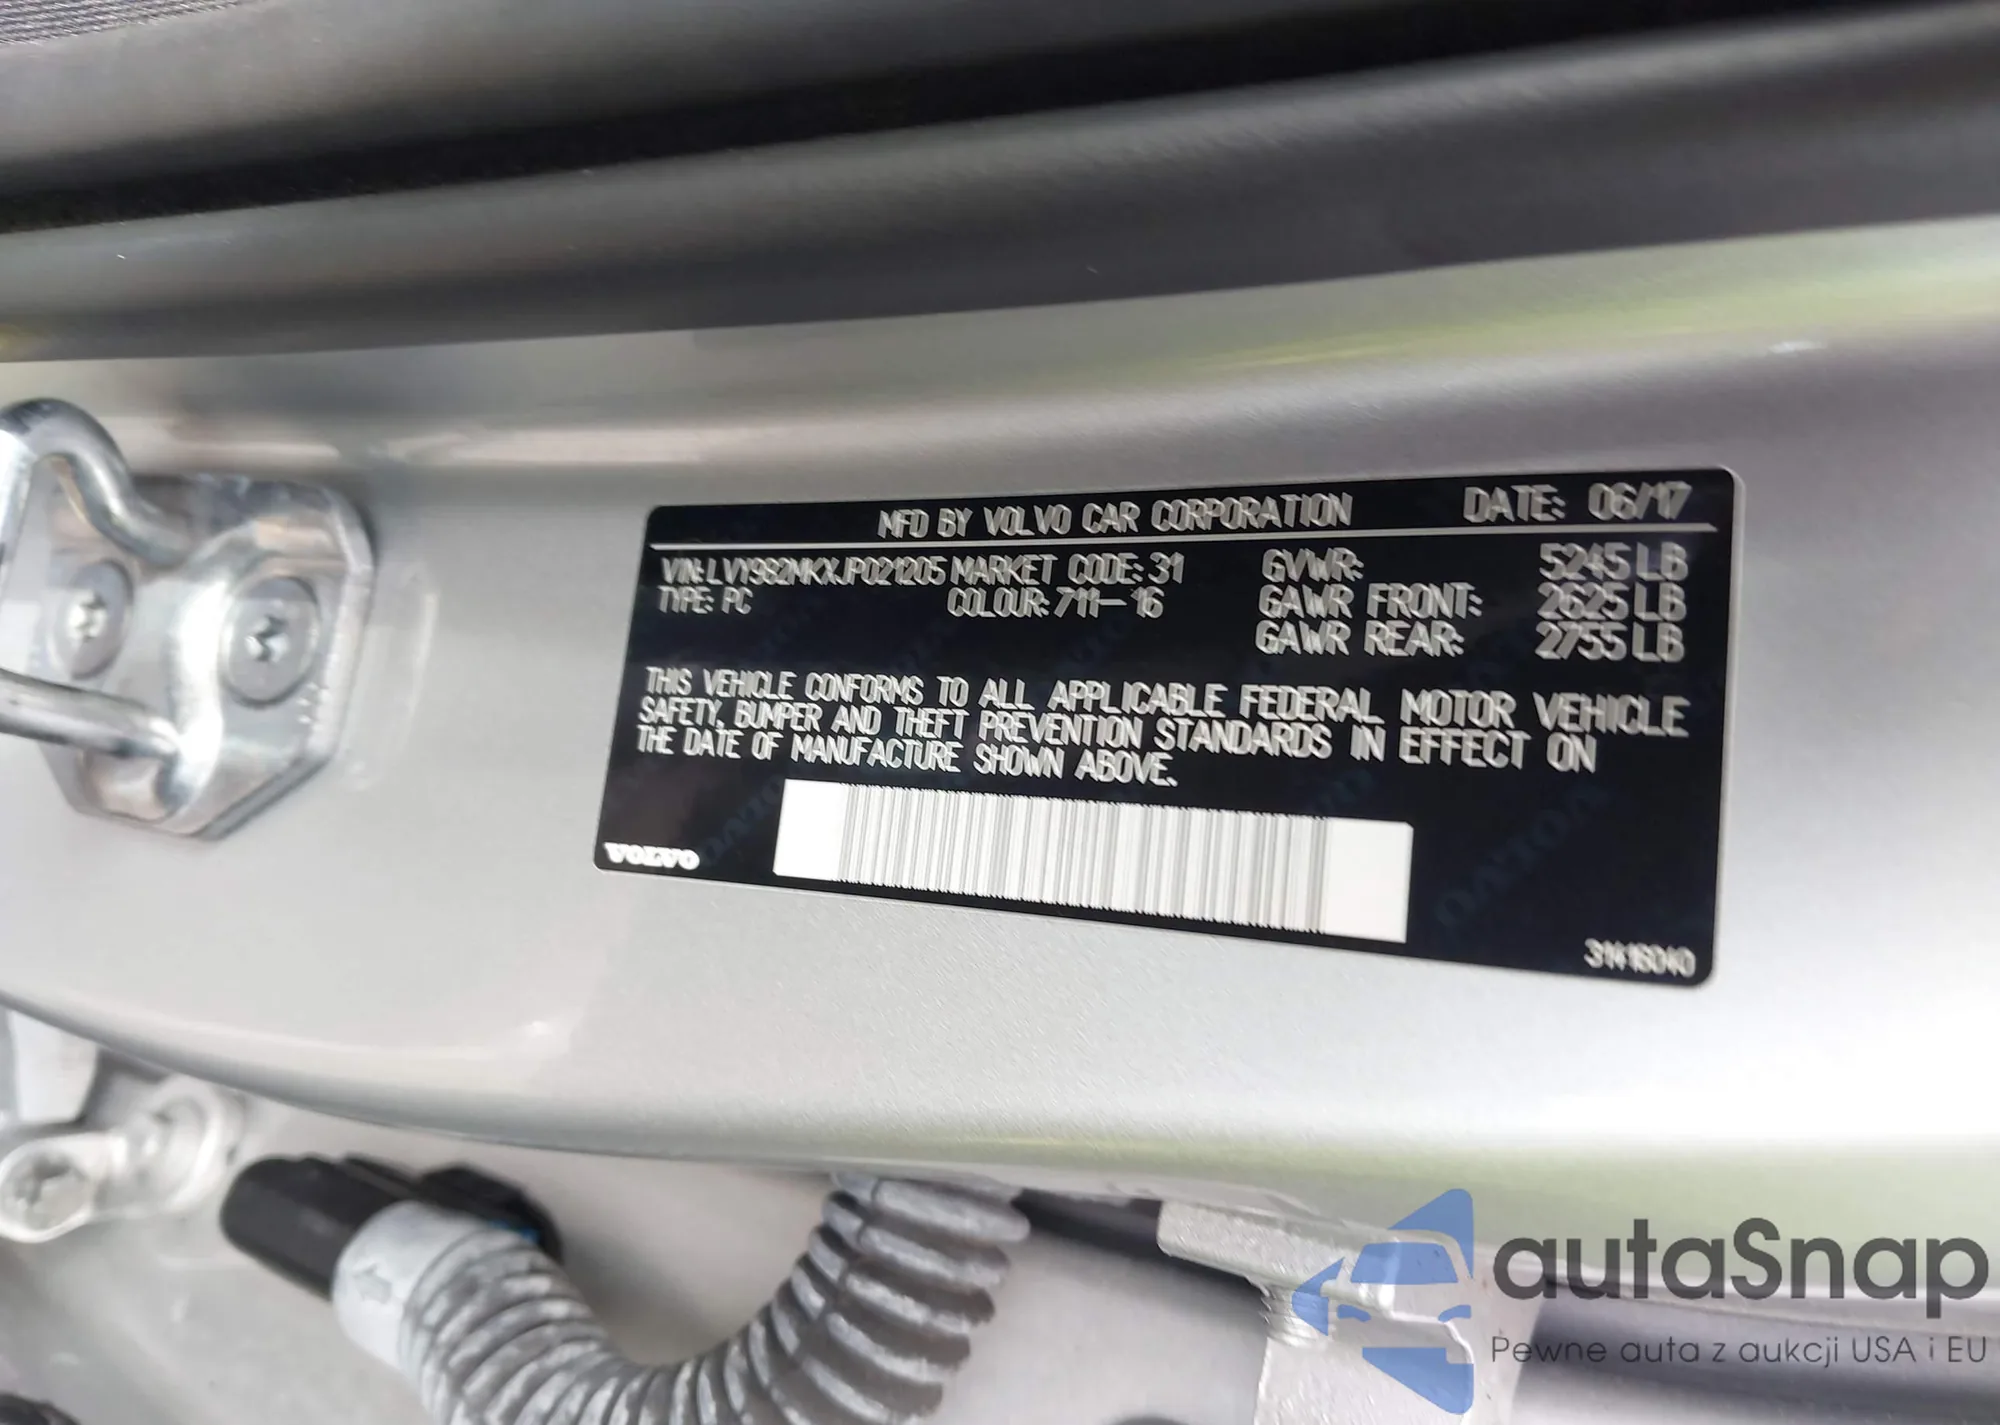 MFD BY VOLVO CAR CORPORATION DATE: 06/17
VIN: LVY982MKXJP021205 MARKET CODE: 31 GVWR: 5245 LB
TYPE: PC COLOUR: 711-16 GAWR FRONT: 2625 LB
GAWR REAR: 2755 LB
THIS VEHICLE CONFORMS TO ALL APPLICABLE FEDERAL MOTOR VEHICLE
SAFETY, BUMPER AND THEFT PREVENTION STANDARDS IN EFFECT ON
THE DATE OF MANUFACTURE SHOWN ABOVE.
VOLVO
31418040
autaSnap
Pewne auta z aukcji USA i EU